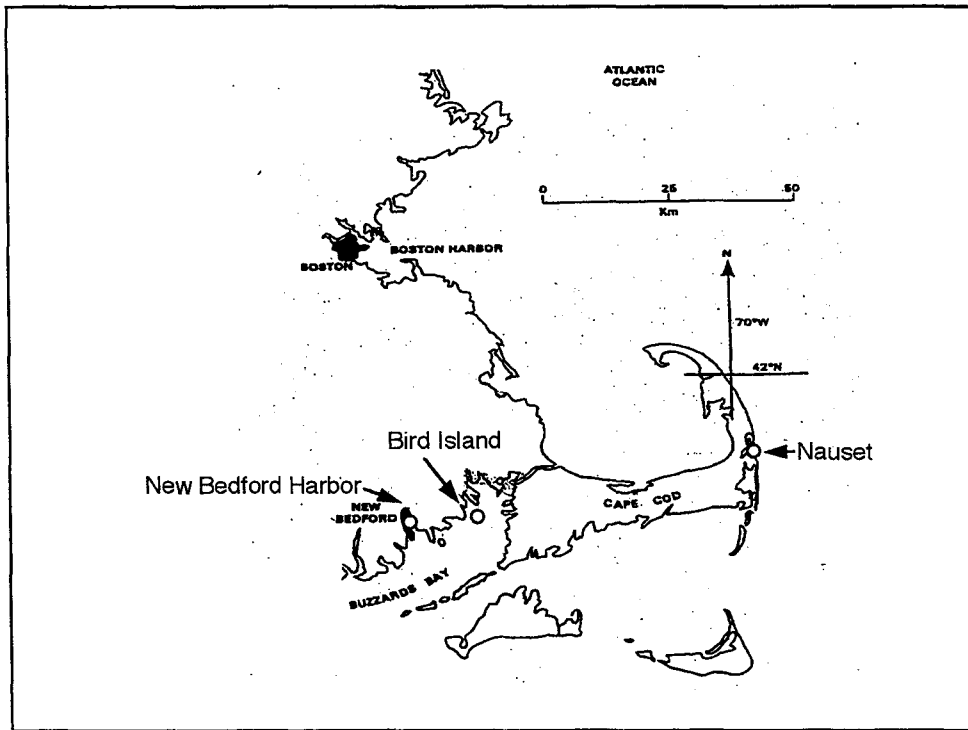 ATLANTIC
OCEAN
0 25 50
Km
BOSTON HARBOR
BOSTON
N
70°W
42°N
Bird Island
Nauset
New Bedford Harbor
NEW
BEDFORD
CAPE COD
BUZZARDS BAY